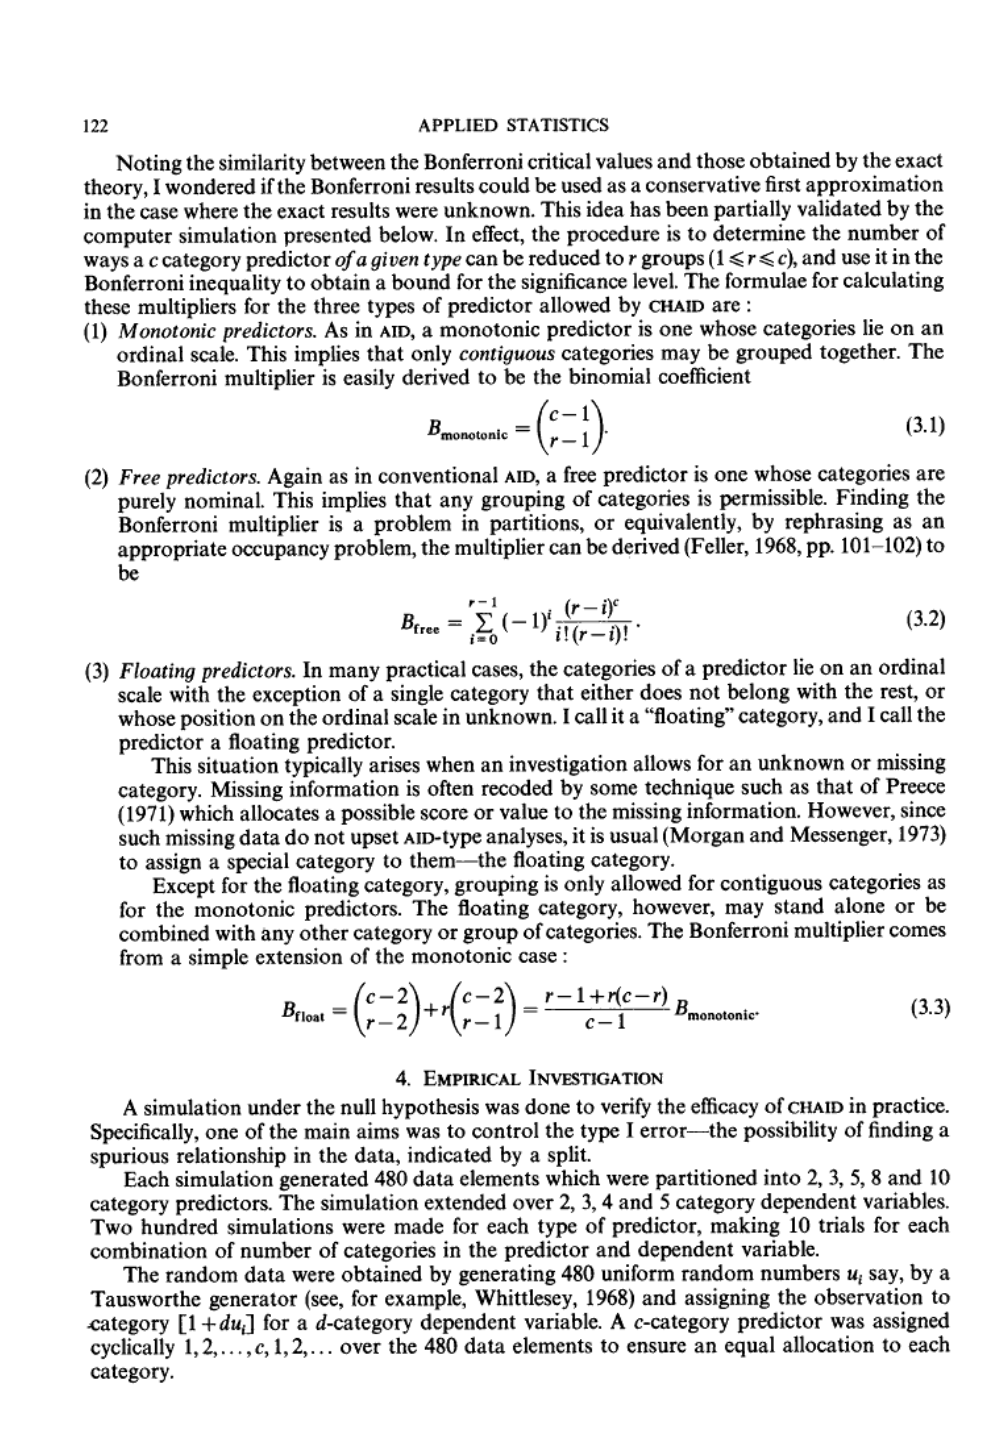 122 APPLIED STATISTICS
Noting the similarity between the Bonferroni critical values and those obtained by the exact
theory, I wondered if the Bonferroni results could be used as a conservative first approximation
in the case where the exact results were unknown. This idea has been partially validated by the
computer simulation presented below. In effect, the procedure is to determine the number of
ways a c category predictor of a given type can be reduced to r groups (1 ⩽ r ⩽ c), and use it in the
Bonferroni inequality to obtain a bound for the significance level. The formulae for calculating
these multipliers for the three types of predictor allowed by CHAID are :
(1) Monotonic predictors. As in AID, a monotonic predictor is one whose categories lie on an
ordinal scale. This implies that only contiguous categories may be grouped together. The
Bonferroni multiplier is easily derived to be the binomial coefficient
B_monotonic = \binom{c-1}{r-1}. (3.1)
(2) Free predictors. Again as in conventional AID, a free predictor is one whose categories are
purely nominal. This implies that any grouping of categories is permissible. Finding the
Bonferroni multiplier is a problem in partitions, or equivalently, by rephrasing as an
appropriate occupancy problem, the multiplier can be derived (Feller, 1968, pp. 101–102) to
be
B_free = \sum_{i=0}^{r-1} (-1)^i \frac{(r-i)^c}{i!(r-i)!}. (3.2)
(3) Floating predictors. In many practical cases, the categories of a predictor lie on an ordinal
scale with the exception of a single category that either does not belong with the rest, or
whose position on the ordinal scale in unknown. I call it a “floating” category, and I call the
predictor a floating predictor.
This situation typically arises when an investigation allows for an unknown or missing
category. Missing information is often recoded by some technique such as that of Preece
(1971) which allocates a possible score or value to the missing information. However, since
such missing data do not upset AID-type analyses, it is usual (Morgan and Messenger, 1973)
to assign a special category to them—the floating category.
Except for the floating category, grouping is only allowed for contiguous categories as
for the monotonic predictors. The floating category, however, may stand alone or be
combined with any other category or group of categories. The Bonferroni multiplier comes
from a simple extension of the monotonic case :
B_float = \binom{c-2}{r-2} + r\binom{c-2}{r-1} = \frac{r-1+r(c-r)}{c-1} B_monotonic. (3.3)
4. EMPIRICAL INVESTIGATION
A simulation under the null hypothesis was done to verify the efficacy of CHAID in practice.
Specifically, one of the main aims was to control the type I error—the possibility of finding a
spurious relationship in the data, indicated by a split.
Each simulation generated 480 data elements which were partitioned into 2, 3, 5, 8 and 10
category predictors. The simulation extended over 2, 3, 4 and 5 category dependent variables.
Two hundred simulations were made for each type of predictor, making 10 trials for each
combination of number of categories in the predictor and dependent variable.
The random data were obtained by generating 480 uniform random numbers u_i say, by a
Tausworthe generator (see, for example, Whittlesey, 1968) and assigning the observation to
category [1 + du_i] for a d-category dependent variable. A c-category predictor was assigned
cyclically 1, 2, . . . , c, 1, 2, . . . over the 480 data elements to ensure an equal allocation to each
category.